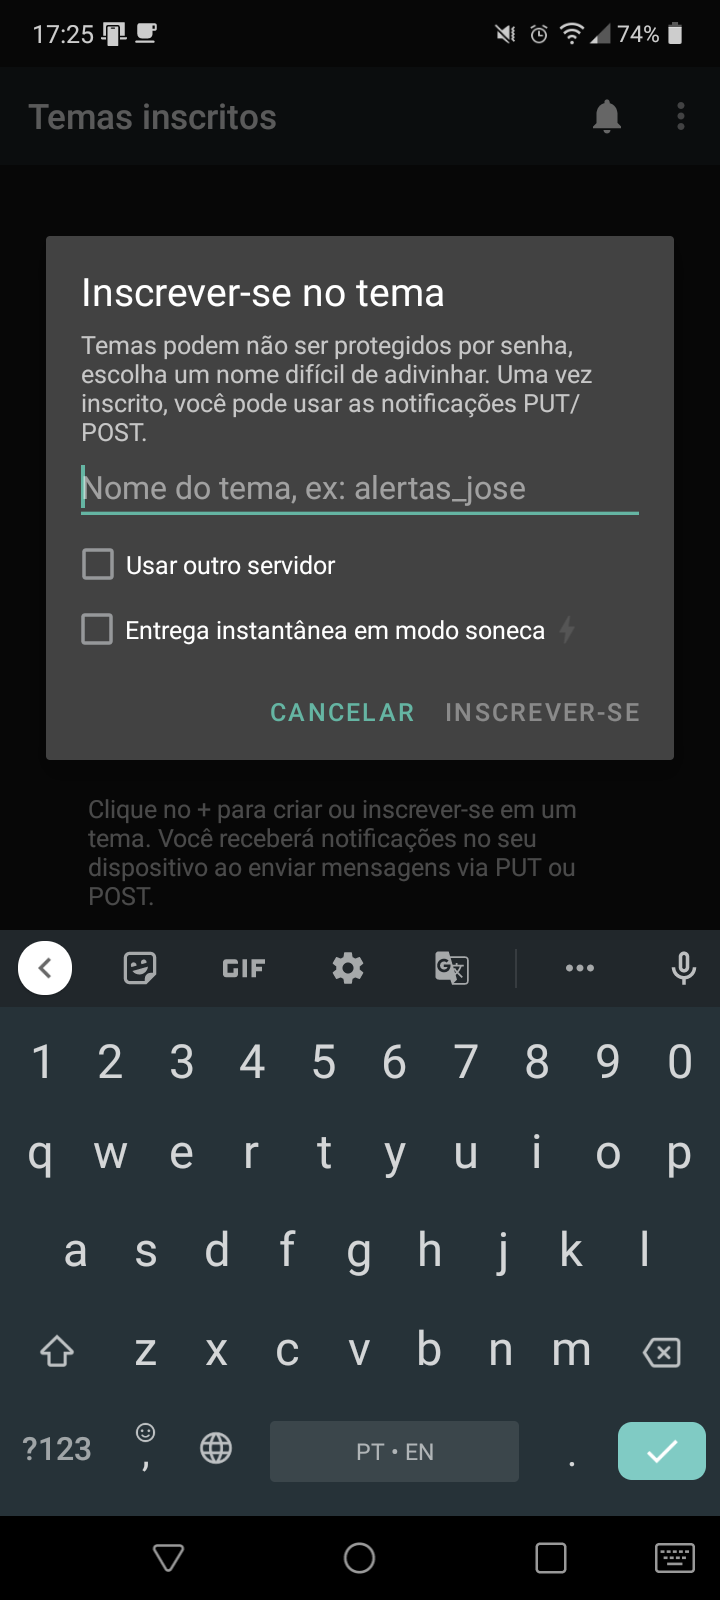 17:25 74%
Temas inscritos
Inscrever-se no tema
Temas podem não ser protegidos por senha,
escolha um nome difícil de adivinhar. Uma vez
inscrito, você pode usar as notificações PUT/
POST.
Nome do tema, ex: alertas_jose
Usar outro servidor
Entrega instantânea em modo soneca
CANCELAR INSCREVER-SE
Clique no + para criar ou inscrever-se em um
tema. Você receberá notificações no seu
dispositivo ao enviar mensagens via PUT ou
POST.
GIF G文
1 2 3 4 5 6 7 8 9 0
q w e r t y u i o p
a s d f g h j k l
z x c v b n m
?123 , PT • EN .